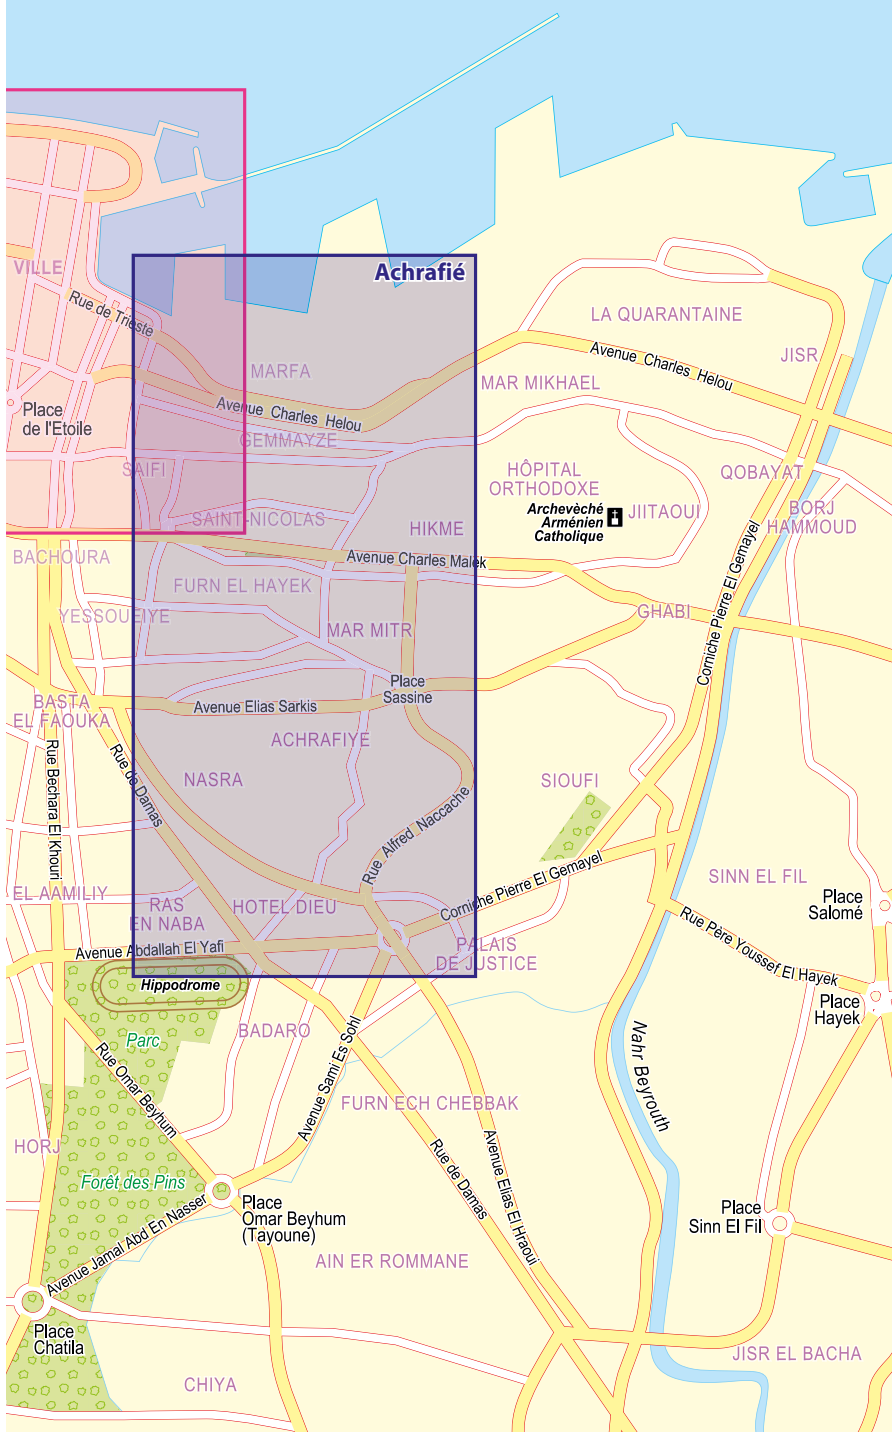 Achrafié
VILLE
Rue de Trieste
LA QUARANTAINE
JISR
Avenue Charles Helou
MARFA
MAR MIKHAEL
Place
de l'Etoile
Avenue Charles Helou
GEMMAYZE
SAIFI
HÔPITAL
ORTHODOXE
QOBAYAT
Archevèché
Arménien
Catholique
JIITAOUI
BORJ
HAMMOUD
SAINT-NICOLAS
HIKME
BACHOURA
Avenue Charles Malek
FURN EL HAYEK
YESSOUEIYE
MAR MITR
GHABI
Corniche Pierre El Gemayel
Place
Sassine
BASTA
EL FAOUKA
Avenue Elias Sarkis
ACHRAFIYE
Rue Bechara El Khouri
Rue de Damas
NASRA
SIOUFI
Rue Alfred Naccache
Corniche Pierre El Gemayel
SINN EL FIL
EL AAMILIY
RAS
EN NABA
HOTEL DIEU
Place
Salomé
Rue Père Youssef El Hayek
Avenue Abdallah El Yafi
PALAIS
DE JUSTICE
Hippodrome
Place
Hayek
BADARO
Parc
Nahr Beyrouth
Rue Omar Beyhum
Avenue Sami Es Sohl
FURN ECH CHEBBAK
HORJ
Rue de Damas
Avenue Elias El Hraoui
Forêt des Pins
Place
Omar Beyhum
(Tayoune)
Place
Sinn El Fil
Avenue Jamal Abd En Nasser
AIN ER ROMMANE
Place
Chatila
JISR EL BACHA
CHIYA